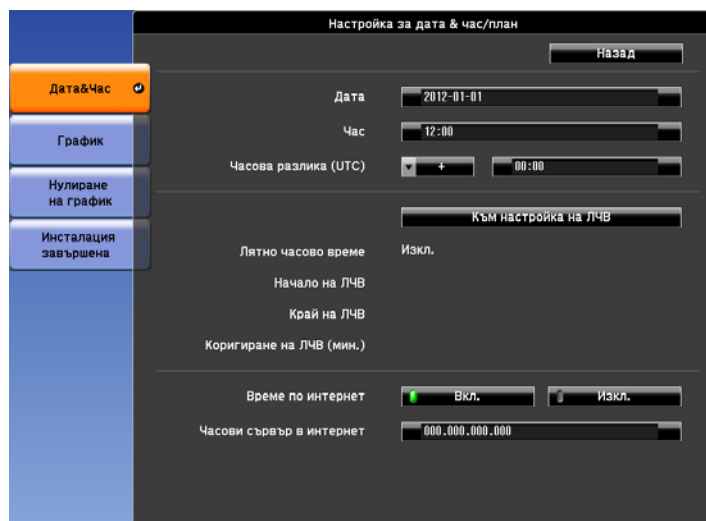 Настройка за дата & час/план
Назад
Дата&Час
График
Нулиране
на график
Инсталация
завършена
Дата 2012-01-01
Час 12:00
Часова разлика (UTC) + 00:00
Към настройка на ЛЧВ
Лятно часово време Изкл.
Начало на ЛЧВ
Край на ЛЧВ
Коригиране на ЛЧВ (мин.)
Време по интернет Вкл. Изкл.
Часови сървър в интернет 000.000.000.000